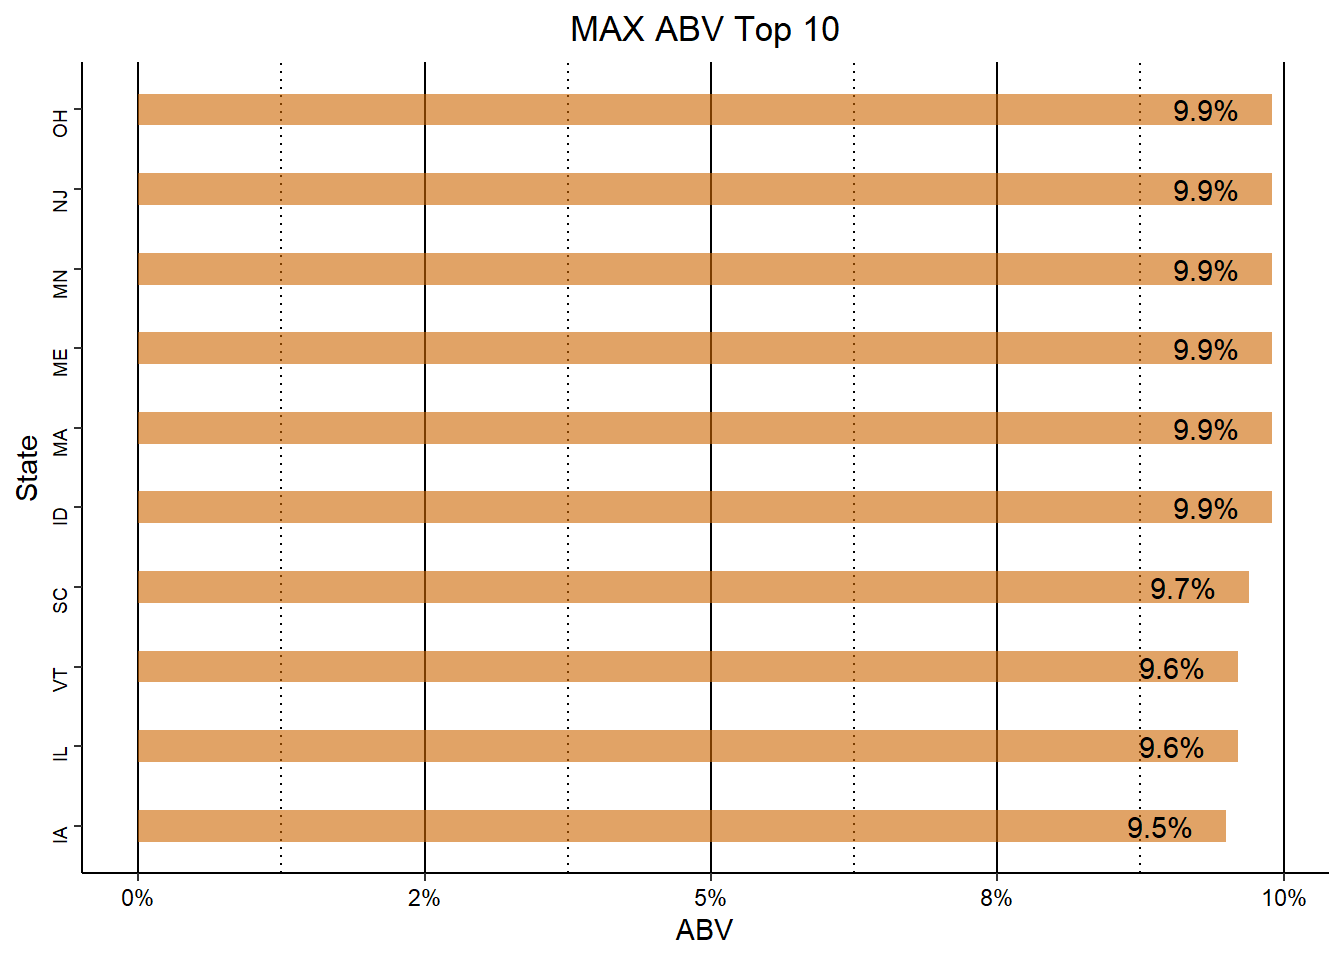 MAX ABV Top 10
State
OH 9.9%
NJ 9.9%
MN 9.9%
ME 9.9%
MA 9.9%
ID 9.9%
SC 9.7%
VT 9.6%
IL 9.6%
IA 9.5%
0% 2% 5% 8% 10%
ABV